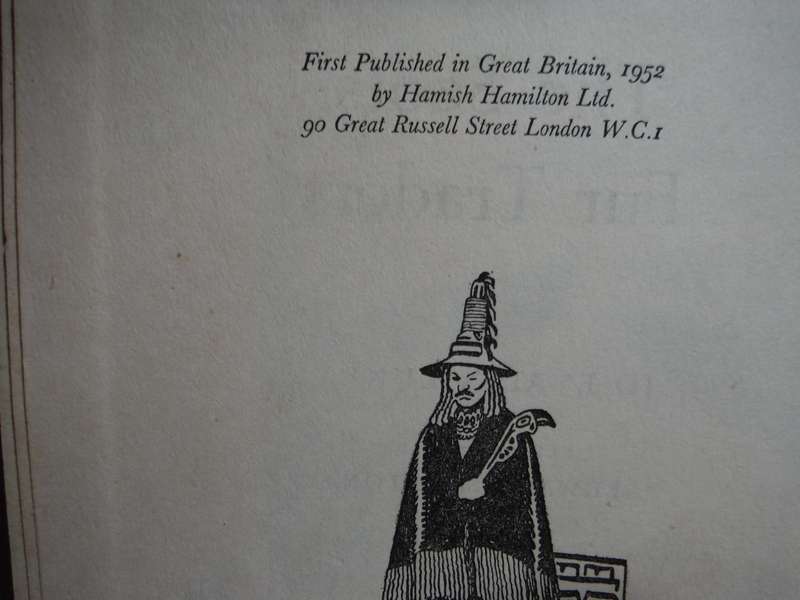 First Published in Great Britain, 1952
by Hamish Hamilton Ltd.
90 Great Russell Street London W.C.1